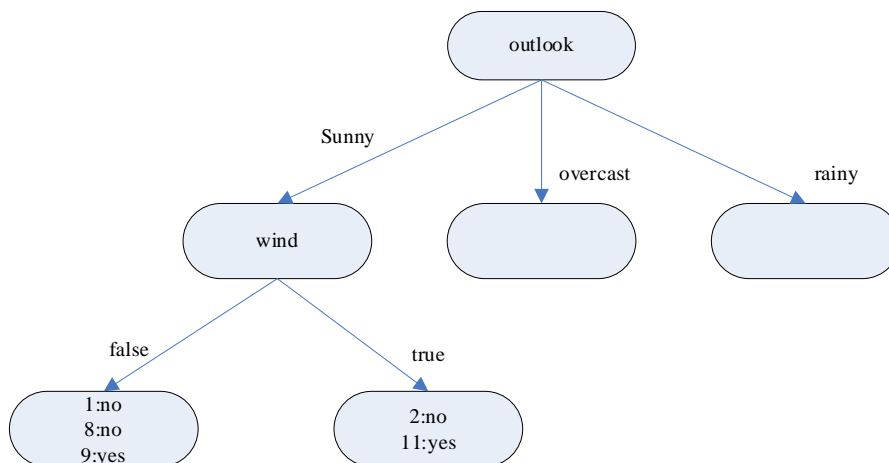 outlook
Sunny
overcast
rainy
wind
false
true
1:no
8:no
9:yes
2:no
11:yes